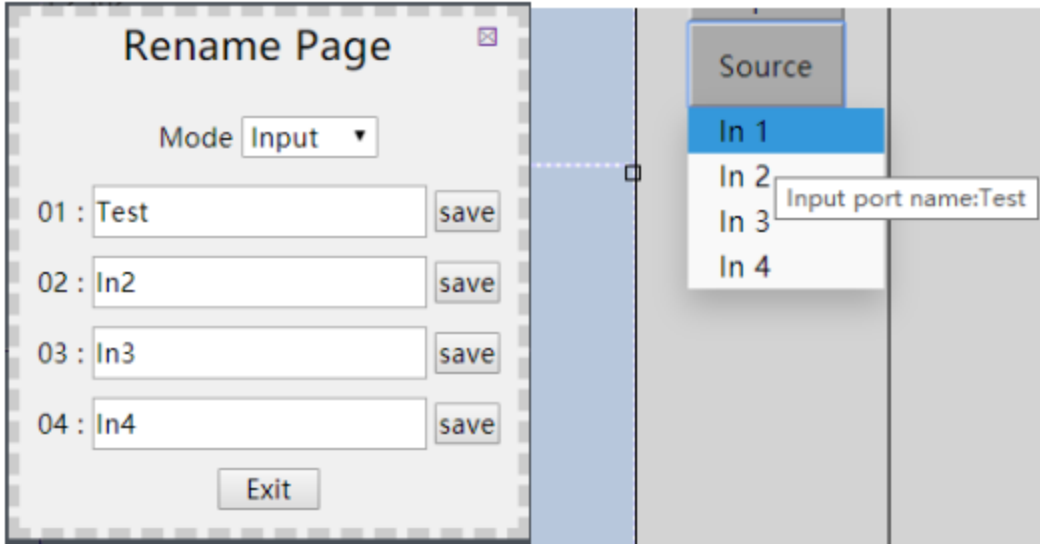 Rename Page
Mode Input
01 : Test save
02 : In2 save
03 : In3 save
04 : In4 save
Exit
Source
In 1
In 2
Input port name:Test
In 3
In 4